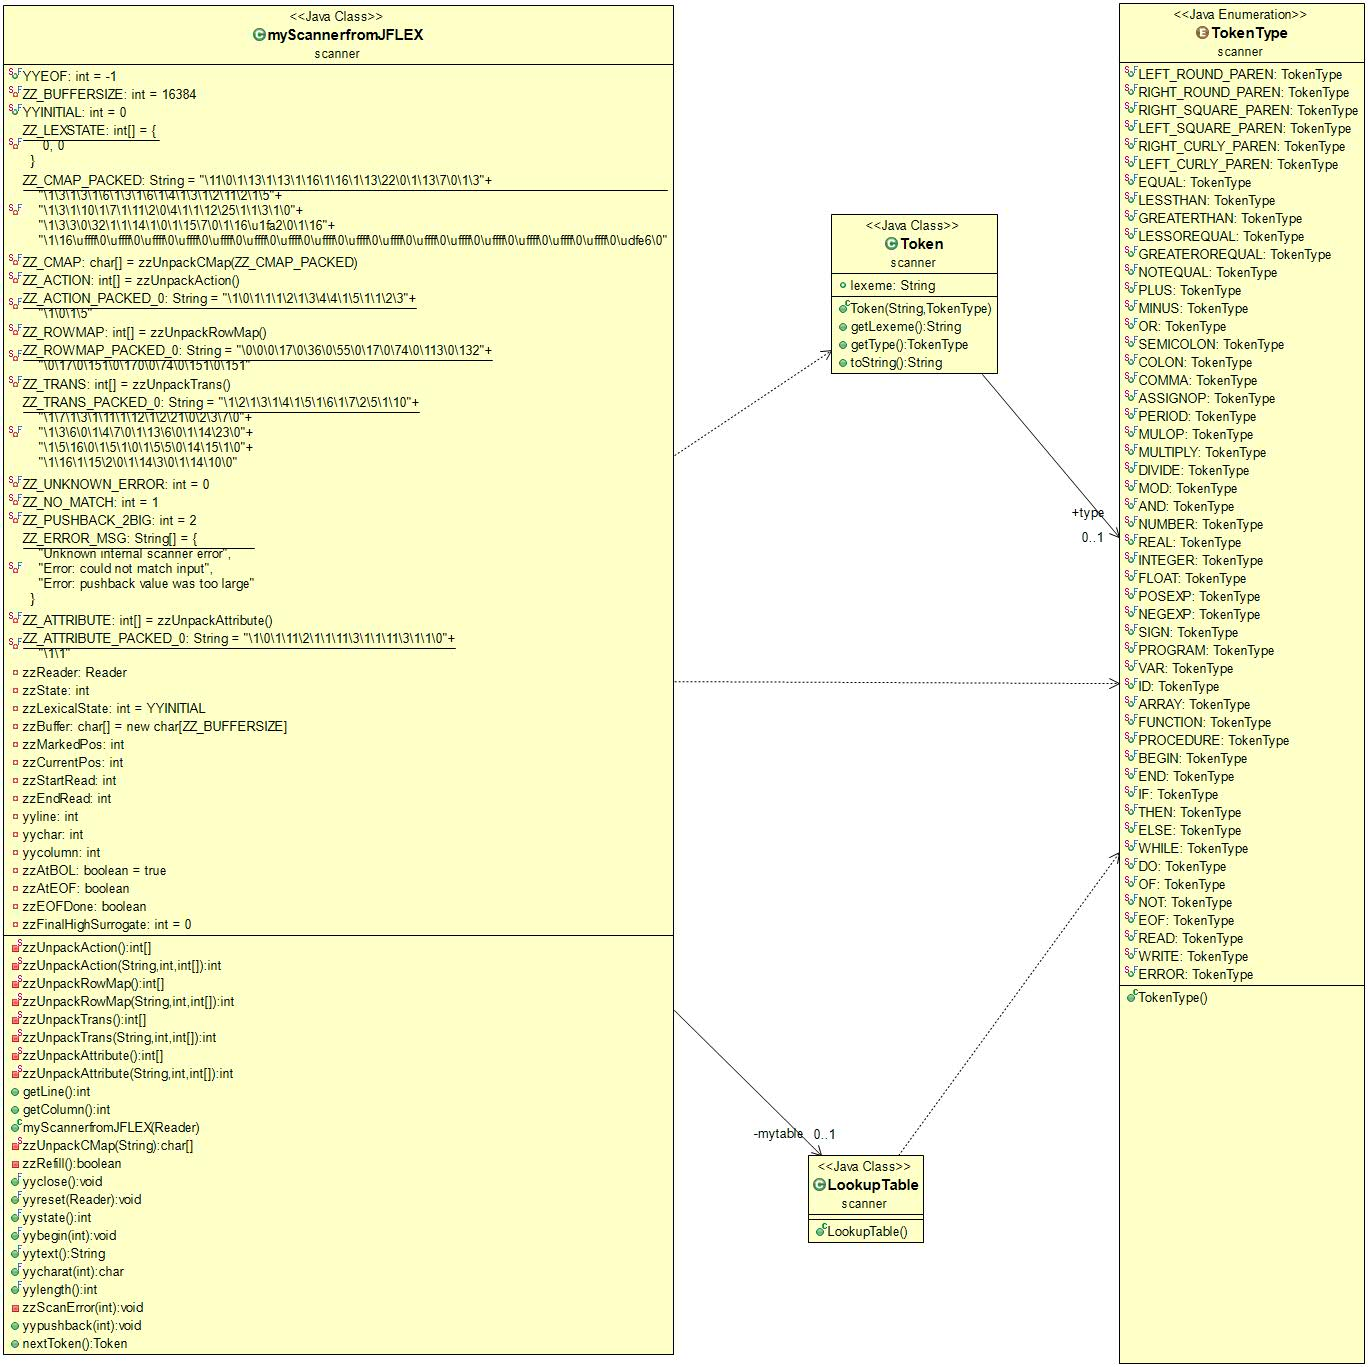 <<Java Class>>
myScannerfromJFLEX
scanner
YYEOF: int = -1
ZZ_BUFFERSIZE: int = 16384
YYINITIAL: int = 0
ZZ_LEXSTATE: int[] = {
0, 0
}
ZZ_CMAP_PACKED: String = "\11\0\1\13\1\13\1\16\1\16\1\13\22\0\1\13\7\0\1\3"+
"\1\3\1\3\1\6\1\3\1\6\1\4\1\3\1\2\11\2\1\5"+
"\1\3\1\10\1\7\1\11\2\0\4\1\1\12\25\1\1\3\1\0"+
"\1\3\3\0\32\1\1\14\1\0\1\15\7\0\1\16\u1fa2\0\1\16"+
"\1\16\uffff\0\uffff\0\uffff\0\uffff\0\uffff\0\uffff\0\uffff\0\uffff\0\uffff\0\uffff\0\uffff\0\uffff\0\uffff\0\uffff\0\uffff\0\uffff\0\udfe6\0"
ZZ_CMAP: char[] = zzUnpackCMap(ZZ_CMAP_PACKED)
ZZ_ACTION: int[] = zzUnpackAction()
ZZ_ACTION_PACKED_0: String = "\1\0\1\1\1\2\1\3\4\4\1\5\1\1\2\3"+
"\1\0\1\5"
ZZ_ROWMAP: int[] = zzUnpackRowMap()
ZZ_ROWMAP_PACKED_0: String = "\0\0\0\17\0\36\0\55\0\17\0\74\0\113\0\132"+
"\0\17\0\151\0\170\0\74\0\151\0\151"
ZZ_TRANS: int[] = zzUnpackTrans()
ZZ_TRANS_PACKED_0: String = "\1\2\1\3\1\4\1\5\1\6\1\7\2\5\1\10"+
"\1\7\1\3\1\11\1\12\1\2\21\0\2\3\7\0"+
"\1\3\6\0\1\4\7\0\1\13\6\0\1\14\23\0"+
"\1\5\16\0\1\5\1\0\1\5\5\0\14\15\1\0"+
"\1\16\1\15\2\0\1\14\3\0\1\14\10\0"
ZZ_UNKNOWN_ERROR: int = 0
ZZ_NO_MATCH: int = 1
ZZ_PUSHBACK_2BIG: int = 2
ZZ_ERROR_MSG: String[] = {
"Unknown internal scanner error",
"Error: could not match input",
"Error: pushback value was too large"
}
ZZ_ATTRIBUTE: int[] = zzUnpackAttribute()
ZZ_ATTRIBUTE_PACKED_0: String = "\1\0\1\11\2\1\1\11\3\1\1\11\3\1\1\0"+
"\1\1"
zzReader: Reader
zzState: int
zzLexicalState: int = YYINITIAL
zzBuffer: char[] = new char[ZZ_BUFFERSIZE]
zzMarkedPos: int
zzCurrentPos: int
zzStartRead: int
zzEndRead: int
yyline: int
yychar: int
yycolumn: int
zzAtBOL: boolean = true
zzAtEOF: boolean
zzEOFDone: boolean
zzFinalHighSurrogate: int = 0
zzUnpackAction():int[]
zzUnpackAction(String,int,int[]):int
zzUnpackRowMap():int[]
zzUnpackRowMap(String,int,int[]):int
zzUnpackTrans():int[]
zzUnpackTrans(String,int,int[]):int
zzUnpackAttribute():int[]
zzUnpackAttribute(String,int,int[]):int
getLine():int
getColumn():int
myScannerfromJFLEX(Reader)
zzUnpackCMap(String):char[]
zzRefill():boolean
yyclose():void
yyreset(Reader):void
yystate():int
yybegin(int):void
yytext():String
yycharat(int):char
yylength():int
zzScanError(int):void
yypushback(int):void
nextToken():Token
<<Java Class>>
Token
scanner
lexeme: String
Token(String,TokenType)
getLexeme():String
getType():TokenType
toString():String
+type
0..1
-mytable 0..1
<<Java Class>>
LookupTable
scanner
LookupTable()
<<Java Enumeration>>
TokenType
scanner
LEFT_ROUND_PAREN: TokenType
RIGHT_ROUND_PAREN: TokenType
RIGHT_SQUARE_PAREN: TokenType
LEFT_SQUARE_PAREN: TokenType
RIGHT_CURLY_PAREN: TokenType
LEFT_CURLY_PAREN: TokenType
EQUAL: TokenType
LESSTHAN: TokenType
GREATERTHAN: TokenType
LESSOREQUAL: TokenType
GREATEROREQUAL: TokenType
NOTEQUAL: TokenType
PLUS: TokenType
MINUS: TokenType
OR: TokenType
SEMICOLON: TokenType
COLON: TokenType
COMMA: TokenType
ASSIGNOP: TokenType
PERIOD: TokenType
MULOP: TokenType
MULTIPLY: TokenType
DIVIDE: TokenType
MOD: TokenType
AND: TokenType
NUMBER: TokenType
REAL: TokenType
INTEGER: TokenType
FLOAT: TokenType
POSEXP: TokenType
NEGEXP: TokenType
SIGN: TokenType
PROGRAM: TokenType
VAR: TokenType
ID: TokenType
ARRAY: TokenType
FUNCTION: TokenType
PROCEDURE: TokenType
BEGIN: TokenType
END: TokenType
IF: TokenType
THEN: TokenType
ELSE: TokenType
WHILE: TokenType
DO: TokenType
OF: TokenType
NOT: TokenType
EOF: TokenType
READ: TokenType
WRITE: TokenType
ERROR: TokenType
TokenType()